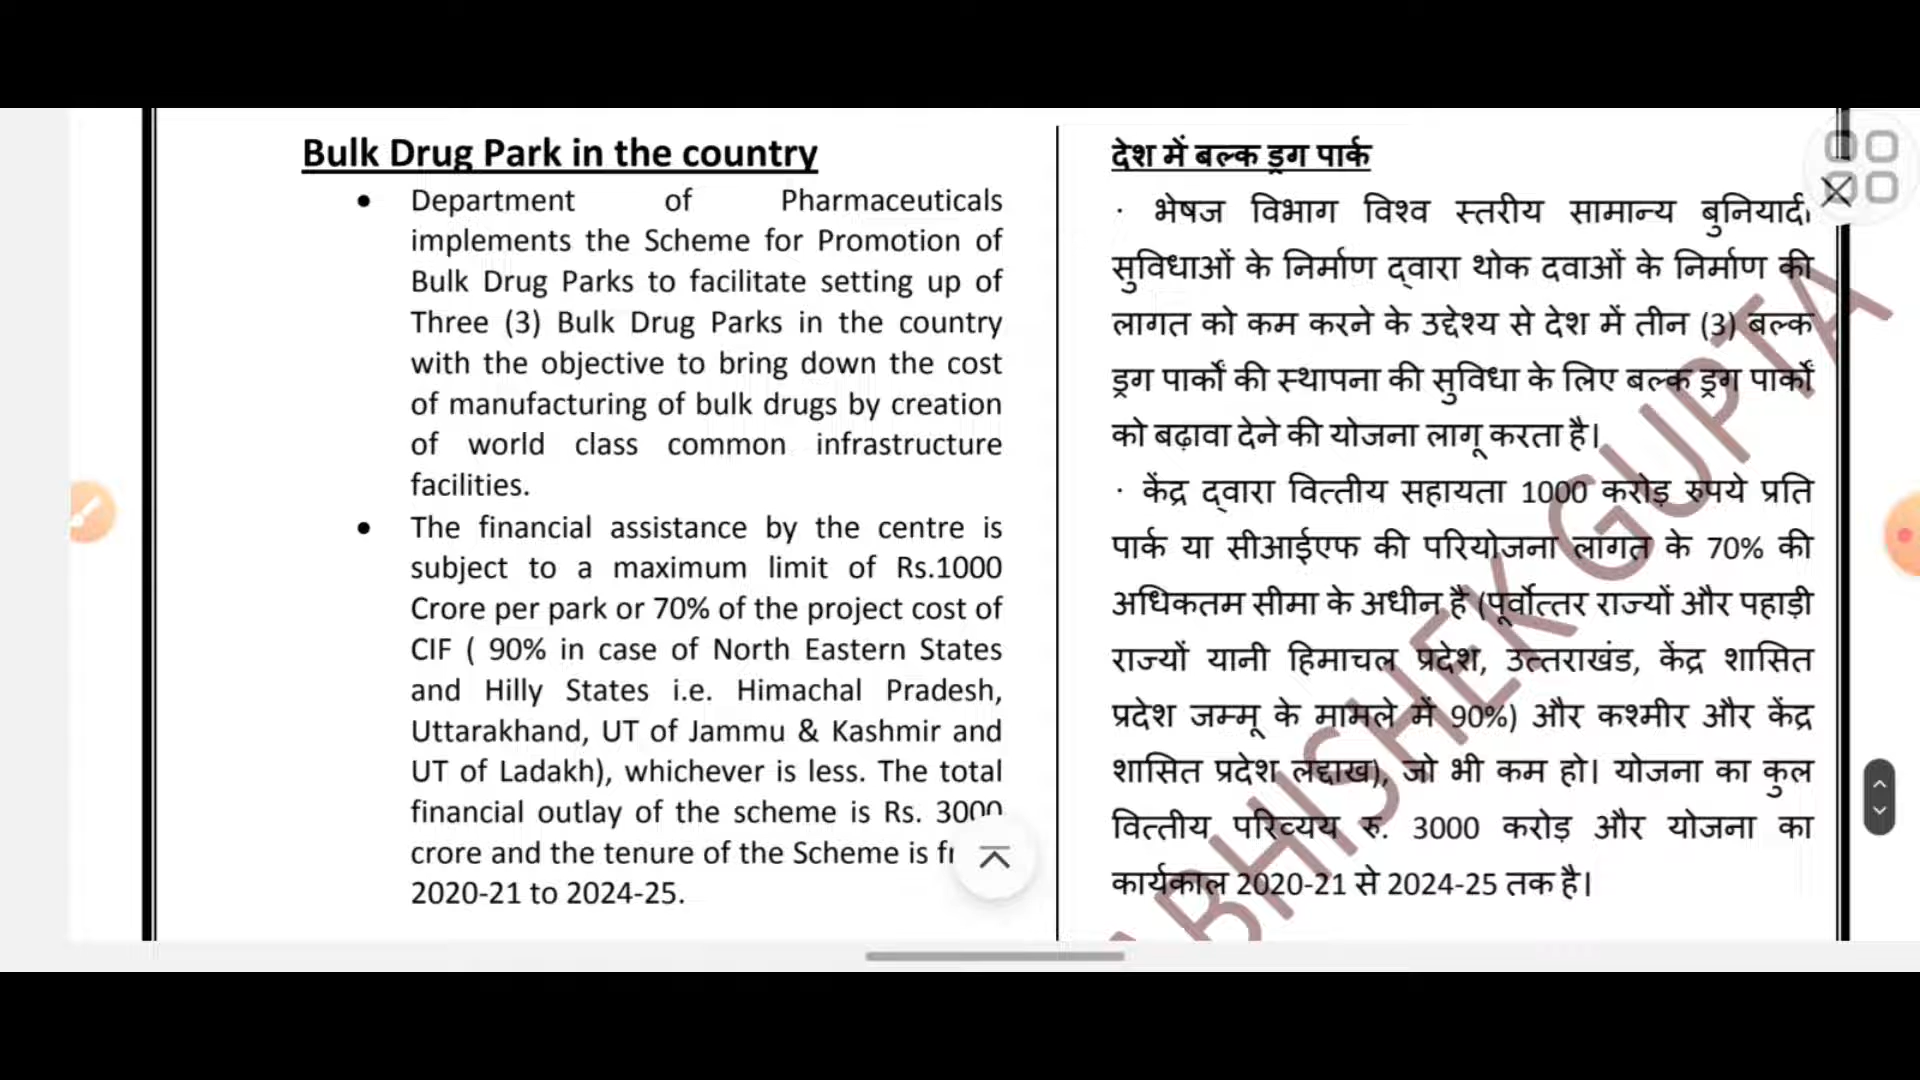 Bulk Drug Park in the country
• Department of Pharmaceuticals
implements the Scheme for Promotion of
Bulk Drug Parks to facilitate setting up of
Three (3) Bulk Drug Parks in the country
with the objective to bring down the cost
of manufacturing of bulk drugs by creation
of world class common infrastructure
facilities.
• The financial assistance by the centre is
subject to a maximum limit of Rs.1000
Crore per park or 70% of the project cost of
CIF ( 90% in case of North Eastern States
and Hilly States i.e. Himachal Pradesh,
Uttarakhand, UT of Jammu & Kashmir and
UT of Ladakh), whichever is less. The total
financial outlay of the scheme is Rs. 3000
crore and the tenure of the Scheme is
2020-21 to 2024-25.
देश में बल्क ड्रग पार्क
· भेषज विभाग विश्व स्तरीय सामान्य बुनियादी
सुविधाओं के निर्माण द्वारा थोक दवाओं के निर्माण की
लागत को कम करने के उद्देश्य से देश में तीन (3) बल्क
ड्रग पार्कों की स्थापना की सुविधा के लिए बल्क ड्रग पार्कों
को बढ़ावा देने की योजना लागू करता है।
· केंद्र द्वारा वित्तीय सहायता 1000 करोड़ रुपये प्रति
पार्क या सीआईएफ की परियोजना लागत के 70% की
अधिकतम सीमा के अधीन है (पूर्वोत्तर राज्यों और पहाड़ी
राज्यों यानी हिमाचल प्रदेश, उत्तराखंड, केंद्र शासित
प्रदेश जम्मू के मामले में 90%) और कश्मीर और केंद्र
शासित प्रदेश लद्दाख), जो भी कम हो। योजना का कुल
वित्तीय परिव्यय रु. 3000 करोड़ और योजना का
कार्यकाल 2020-21 से 2024-25 तक है।
ABHISHEK GUPTA